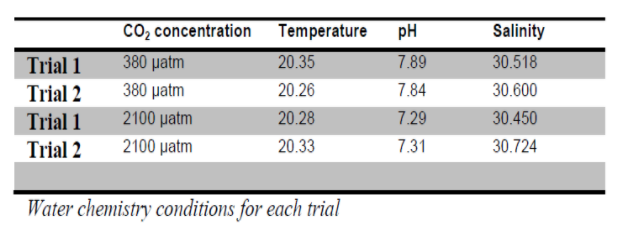 CO₂ concentration Temperature pH Salinity
Trial 1 380 µatm 20.35 7.89 30.518
Trial 2 380 µatm 20.26 7.84 30.600
Trial 1 2100 µatm 20.28 7.29 30.450
Trial 2 2100 µatm 20.33 7.31 30.724
Water chemistry conditions for each trial